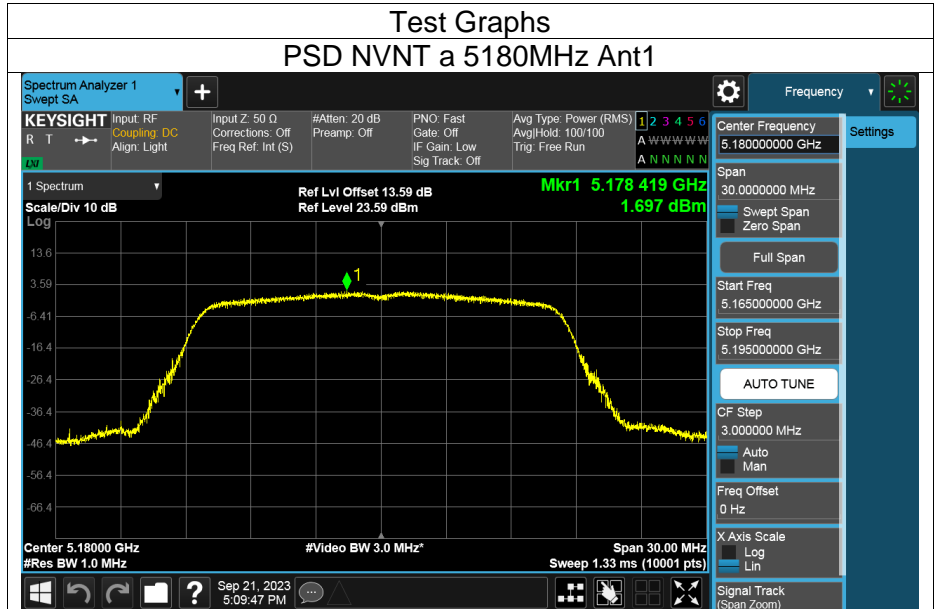 Test Graphs
PSD NVNT a 5180MHz Ant1
Spectrum Analyzer 1
Swept SA
+
Frequency
KEYSIGHT
R T
LXI
Input: RF
Coupling: DC
Align: Light
Input Z: 50 Ω
Corrections: Off
Freq Ref: Int (S)
#Atten: 20 dB
Preamp: Off
PNO: Fast
Gate: Off
IF Gain: Low
Sig Track: Off
Avg Type: Power (RMS)
Avg|Hold: 100/100
Trig: Free Run
1 2 3 4 5 6
A W W W W W
A N N N N N
1 Spectrum
Scale/Div 10 dB
Log
Ref Lvl Offset 13.59 dB
Ref Level 23.59 dBm
Mkr1 5.178 419 GHz
1.697 dBm
13.6
3.59
-6.41
-16.4
-26.4
-36.4
-46.4
-56.4
-66.4
1
Center 5.18000 GHz
#Res BW 1.0 MHz
#Video BW 3.0 MHz*
Span 30.00 MHz
Sweep 1.33 ms (10001 pts)
?
Sep 21, 2023
5:09:47 PM
Center Frequency
5.180000000 GHz
Settings
Span
30.0000000 MHz
Swept Span
Zero Span
Full Span
Start Freq
5.165000000 GHz
Stop Freq
5.195000000 GHz
AUTO TUNE
CF Step
3.000000 MHz
Auto
Man
Freq Offset
0 Hz
X Axis Scale
Log
Lin
Signal Track
(Span Zoom)